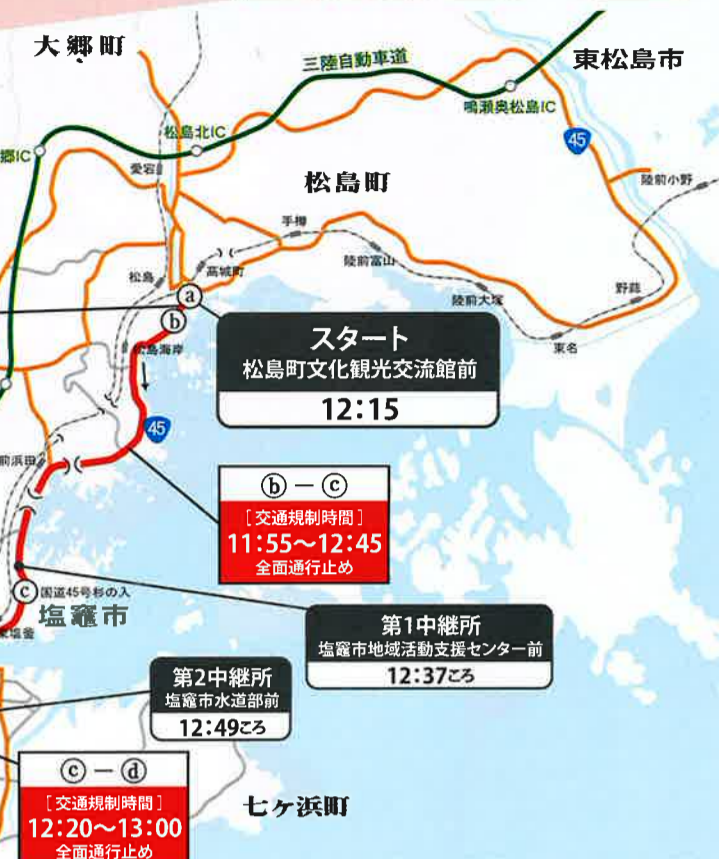 大郷町
三陸自動車道
東松島市
鳴瀬奥松島IC
松島北IC
郷IC
45
愛宕
松島町
陸前小野
手樽
高城町
陸前富山
松島
陸前大塚
野蒜
a
b
東名
松島海岸
スタート
松島町文化観光交流館前
12:15
45
前浜田
ⓑ－ⓒ
[交通規制時間]
11:55〜12:45
全面通行止め
c
国道45号杉の入
塩竈市
東塩釜
第1中継所
塩竈市地域活動支援センター前
12:37ころ
第2中継所
塩竈市水道部前
12:49ころ
ⓒ－ⓓ
[交通規制時間]
12:20〜13:00
全面通行止め
七ヶ浜町